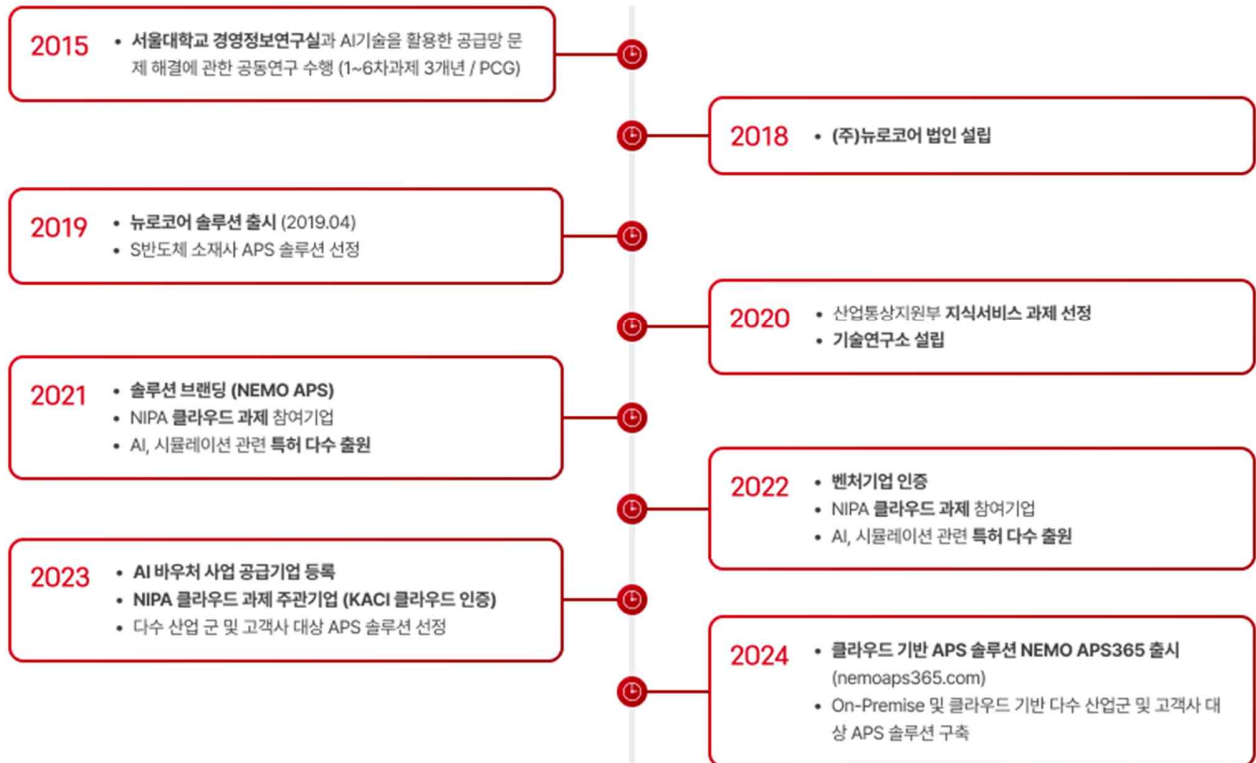 2015
• 서울대학교 경영정보연구실과 AI기술을 활용한 공급망 문
제 해결에 관한 공동연구 수행 (1~6차과제 3개년 / PCG)
2018
• (주)뉴로코어 법인 설립
2019
• 뉴로코어 솔루션 출시 (2019.04)
• S반도체 소재사 APS 솔루션 선정
2020
• 산업통상지원부 지식서비스 과제 선정
• 기술연구소 설립
2021
• 솔루션 브랜딩 (NEMO APS)
• NIPA 클라우드 과제 참여기업
• AI, 시뮬레이션 관련 특허 다수 출원
2022
• 벤처기업 인증
• NIPA 클라우드 과제 참여기업
• AI, 시뮬레이션 관련 특허 다수 출원
2023
• AI 바우처 사업 공급기업 등록
• NIPA 클라우드 과제 주관기업 (KACI 클라우드 인증)
• 다수 산업 군 및 고객사 대상 APS 솔루션 선정
2024
• 클라우드 기반 APS 솔루션 NEMO APS365 출시
(nemoaps365.com)
• On-Premise 및 클라우드 기반 다수 산업군 및 고객사 대
상 APS 솔루션 구축